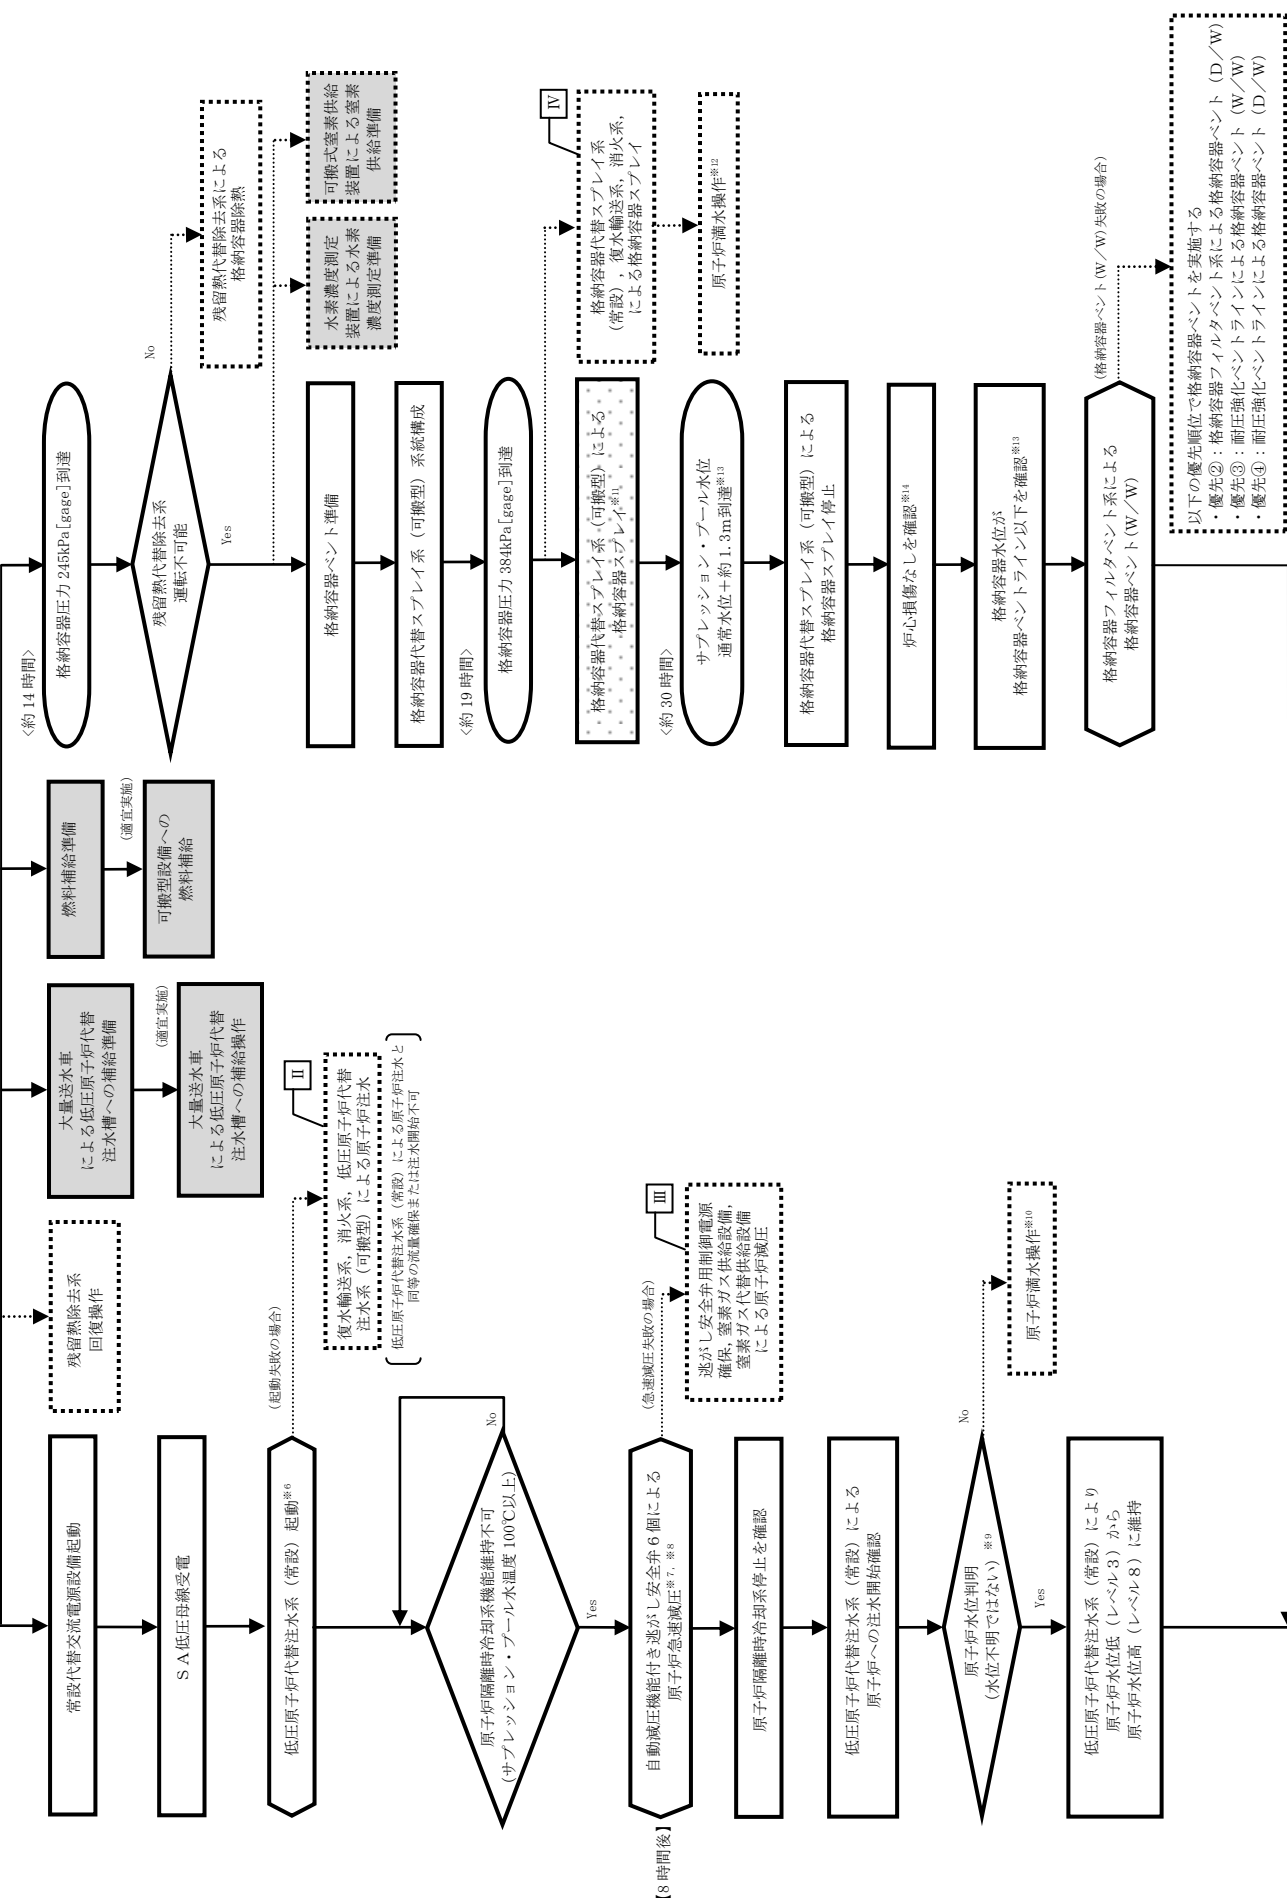 常設代替交流電源設備起動
ＳＡ低圧母線受電
低圧原子炉代替注水系（常設）起動※6
(起動失敗の場合)
Ⅱ
復水輸送系，消火系，低圧原子炉代替
注水系（可搬型）による原子炉注水
低圧原子炉代替注水系（常設）による原子炉注水と
同等の流量確保または注水開始不可
原子炉隔離時冷却系機能維持不可
(サプレッション・プール水温度 100℃以上)
No
Yes
【8 時間後】
自動減圧機能付き逃がし安全弁６個による
原子炉急速減圧※7, ※8
(急速減圧失敗の場合)
Ⅲ
逃がし安全弁用制御電源
確保，窒素ガス供給設備，
窒素ガス代替供給設備
による原子炉減圧
原子炉隔離時冷却系停止を確認
低圧原子炉代替注水系（常設）による
原子炉への注水開始確認
原子炉水位判明
(水位不明ではない) ※9
No
原子炉満水操作※10
Yes
低圧原子炉代替注水系（常設）により
原子炉水位低（レベル３）から
原子炉水位高（レベル８）に維持
残留熱除去系
回復操作
大量送水車
による低圧原子炉代替
注水槽への補給準備
(適宜実施)
大量送水車
による低圧原子炉代替
注水槽への補給操作
燃料補給準備
(適宜実施)
可搬型設備への
燃料補給
<約 14 時間>
格納容器圧力 245kPa[gage]到達
残留熱代替除去系
運転不可能
No
残留熱代替除去系による
格納容器除熱
Yes
水素濃度測定
装置による水素
濃度測定準備
可搬式窒素供給
装置による窒素
供給準備
格納容器ベント準備
格納容器代替スプレイ系（可搬型）系統構成
<約 19 時間>
格納容器圧力 384kPa[gage]到達
Ⅳ
格納容器代替スプレイ系
（常設），復水輸送系，消火系，
による格納容器スプレイ
原子炉満水操作※12
格納容器代替スプレイ系（可搬型）による
格納容器スプレイ※11
<約 30 時間>
サプレッション・プール水位
通常水位＋約 1.3m到達※13
格納容器代替スプレイ系（可搬型）による
格納容器スプレイ停止
炉心損傷なしを確認※14
格納容器水位が
格納容器ベントライン以下を確認※13
格納容器フィルタベント系による
格納容器ベント(W／W)
(格納容器ベント(W／W)失敗の場合)
以下の優先順位で格納容器ベントを実施する
・優先②：格納容器フィルタベント系による格納容器ベント（D／W）
・優先③：耐圧強化ベントラインによる格納容器ベント（W／W）
・優先④：耐圧強化ベントラインによる格納容器ベント（D／W）